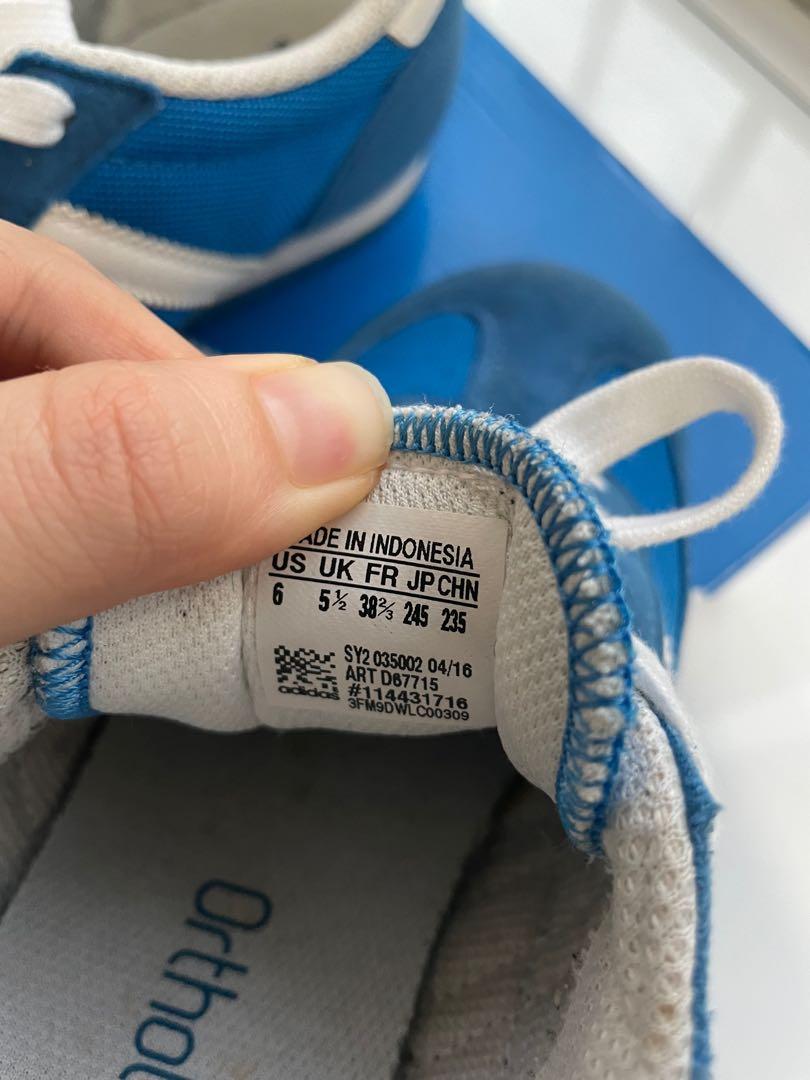 MADE IN INDONESIA
US UK FR JP CHN
6 5½ 38⅔ 245 235
SY2 035002 04/16
ART D67715
#114431716
adidas 3FM9DWLC00309
Ortho